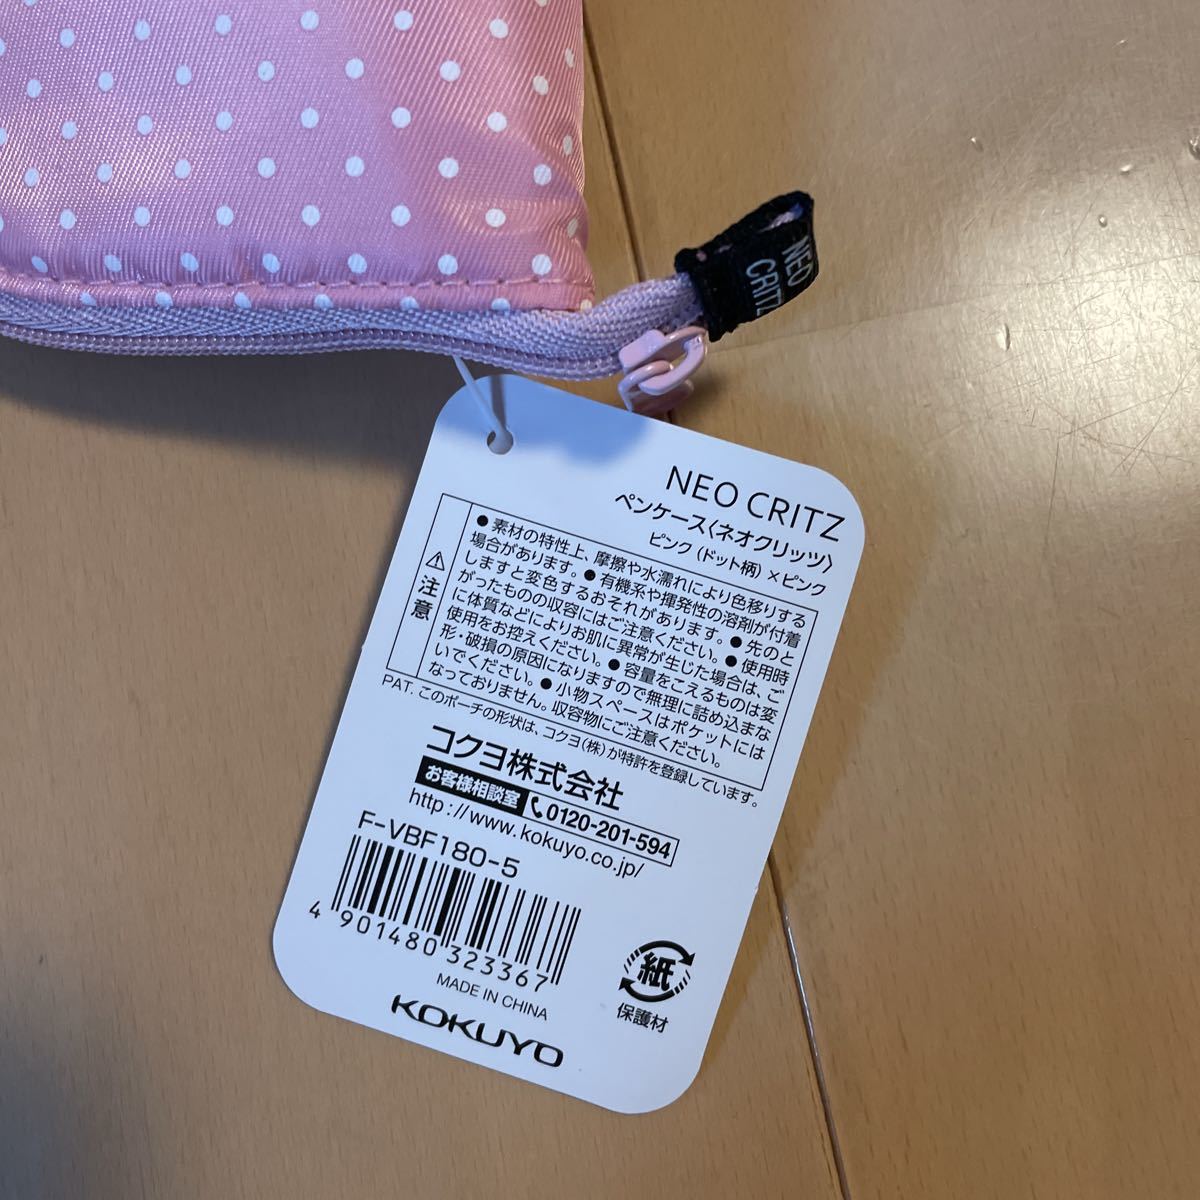 NEO
CRITZ
NEO CRITZ
ペンケース〈ネオクリッツ〉
ピンク(ドット柄)×ピンク
注意
●素材の特性上、摩擦や水濡れにより色移りする
場合があります。●有機系や揮発性の溶剤が付着
しますと変色するおそれがあります。●先のと
がったものの収容にはご注意ください。●使用時
に体質などによりお肌に異常が生じた場合は、ご
使用をお控えください。●容量をこえるものは変
形・破損の原因になりますので無理に詰め込まな
いでください。●小物スペースはポケットには
なっておりません。収容物にご注意ください。
PAT. このポーチの形状は、コクヨ(株)が特許を登録しています。
コクヨ株式会社
お客様相談室 0120-201-594
http://www.kokuyo.co.jp/
F-VBF180-5
4 901480 323367
MADE IN CHINA
KOKUYO
紙
保護材